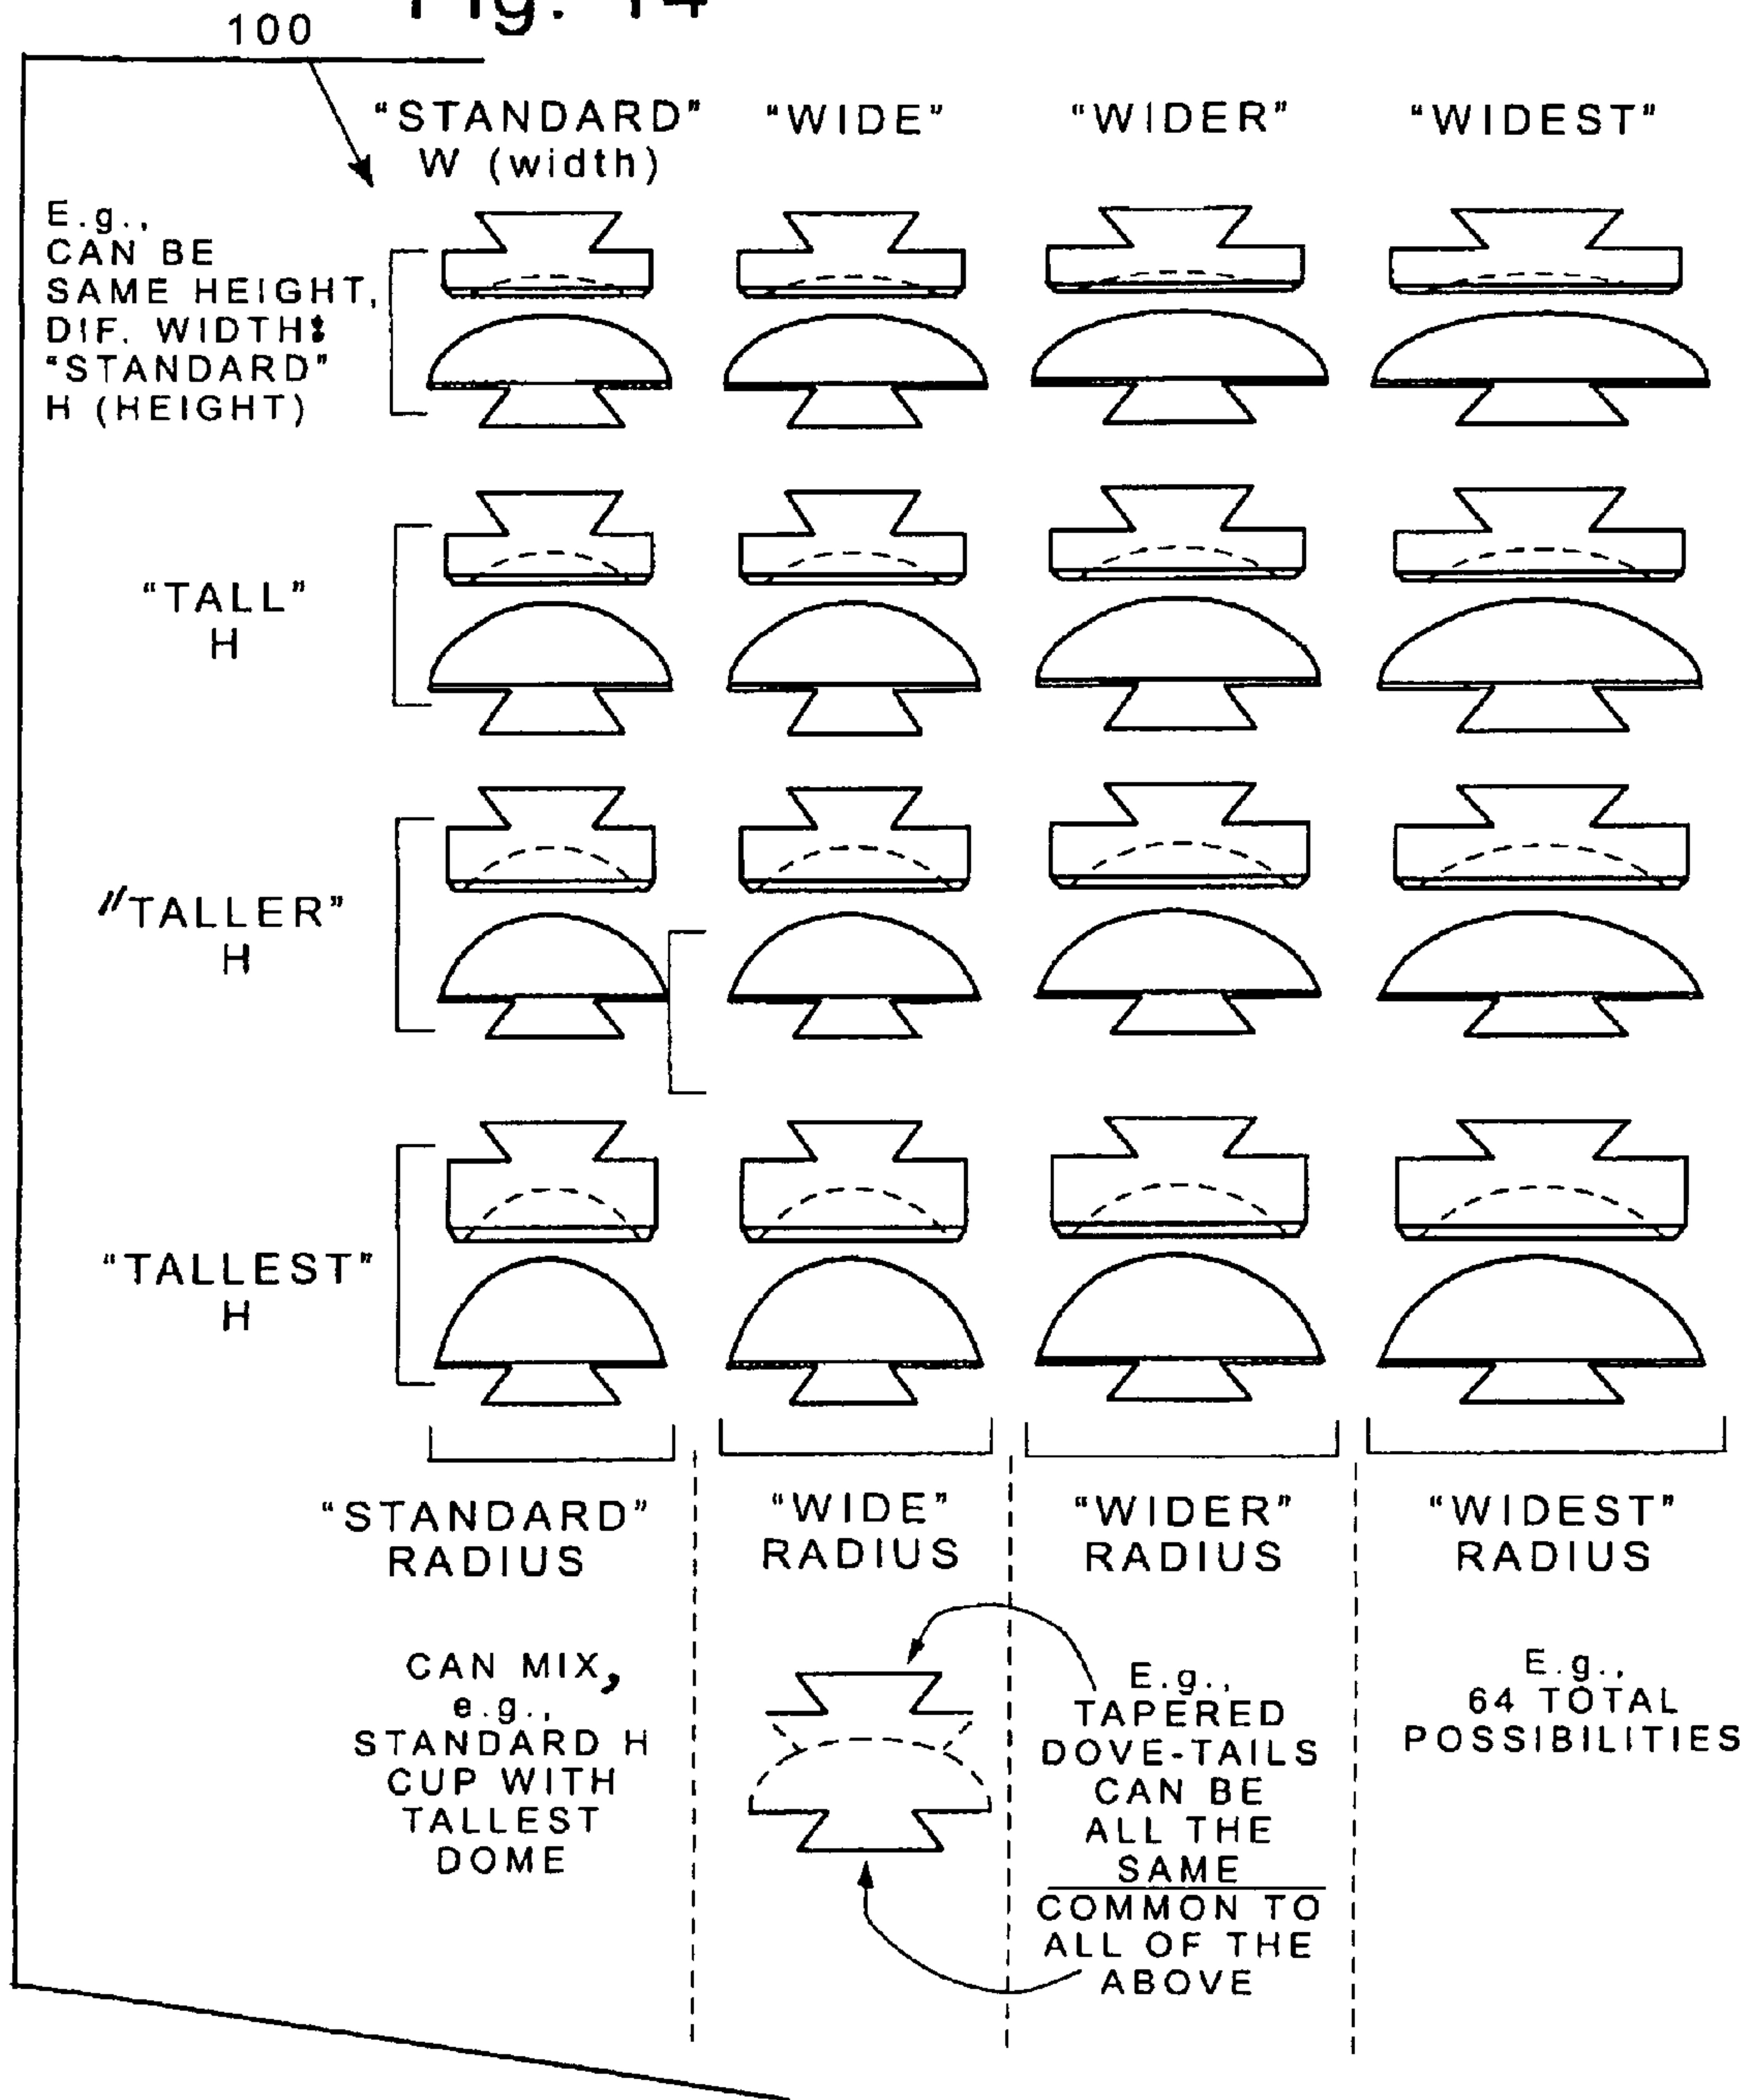 Fig. 14
100
"STANDARD"
W (width)
"WIDE"
"WIDER"
"WIDEST"
E.g.,
CAN BE
SAME HEIGHT,
DIF. WIDTH:
"STANDARD"
H (HEIGHT)
"TALL"
H
"TALLER"
H
"TALLEST"
H
"STANDARD"
RADIUS
"WIDE"
RADIUS
"WIDER"
RADIUS
"WIDEST"
RADIUS
CAN MIX,
e.g.,
STANDARD H
CUP WITH
TALLEST
DOME
E.g.,
TAPERED
DOVE-TAILS
CAN BE
ALL THE
SAME
COMMON TO
ALL OF THE
ABOVE
E.g.,
64 TOTAL
POSSIBILITIES